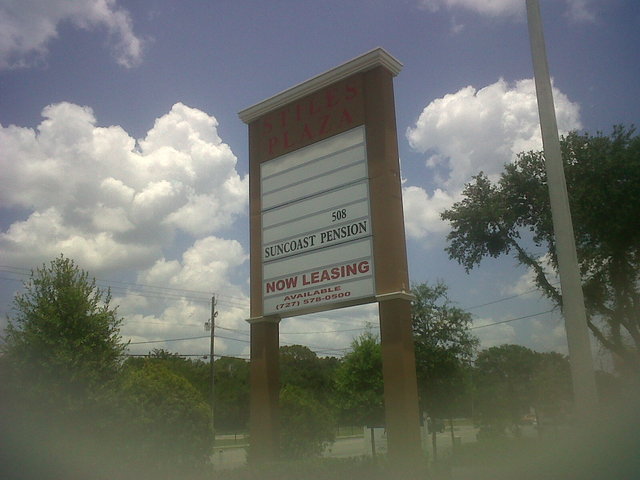 STILES
PLAZA
508
SUNCOAST PENSION
NOW LEASING
AVAILABLE
(727) 578-0500